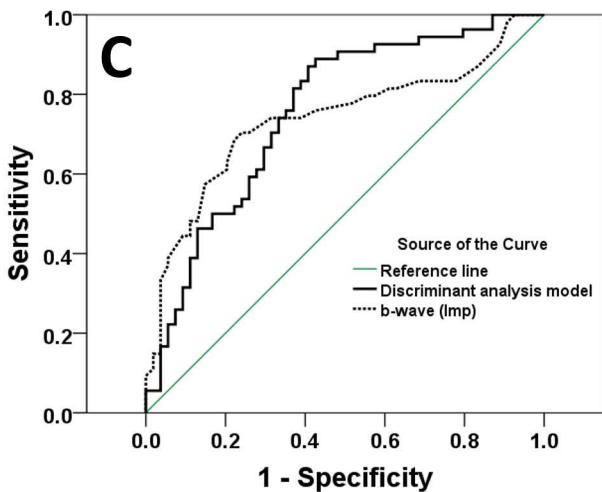 C
1.0
0.8
0.6
0.4
0.2
0.0
Sensitivity
Source of the Curve
Reference line
Discriminant analysis model
b-wave (Imp)
0.0 0.2 0.4 0.6 0.8 1.0
1 - Specificity